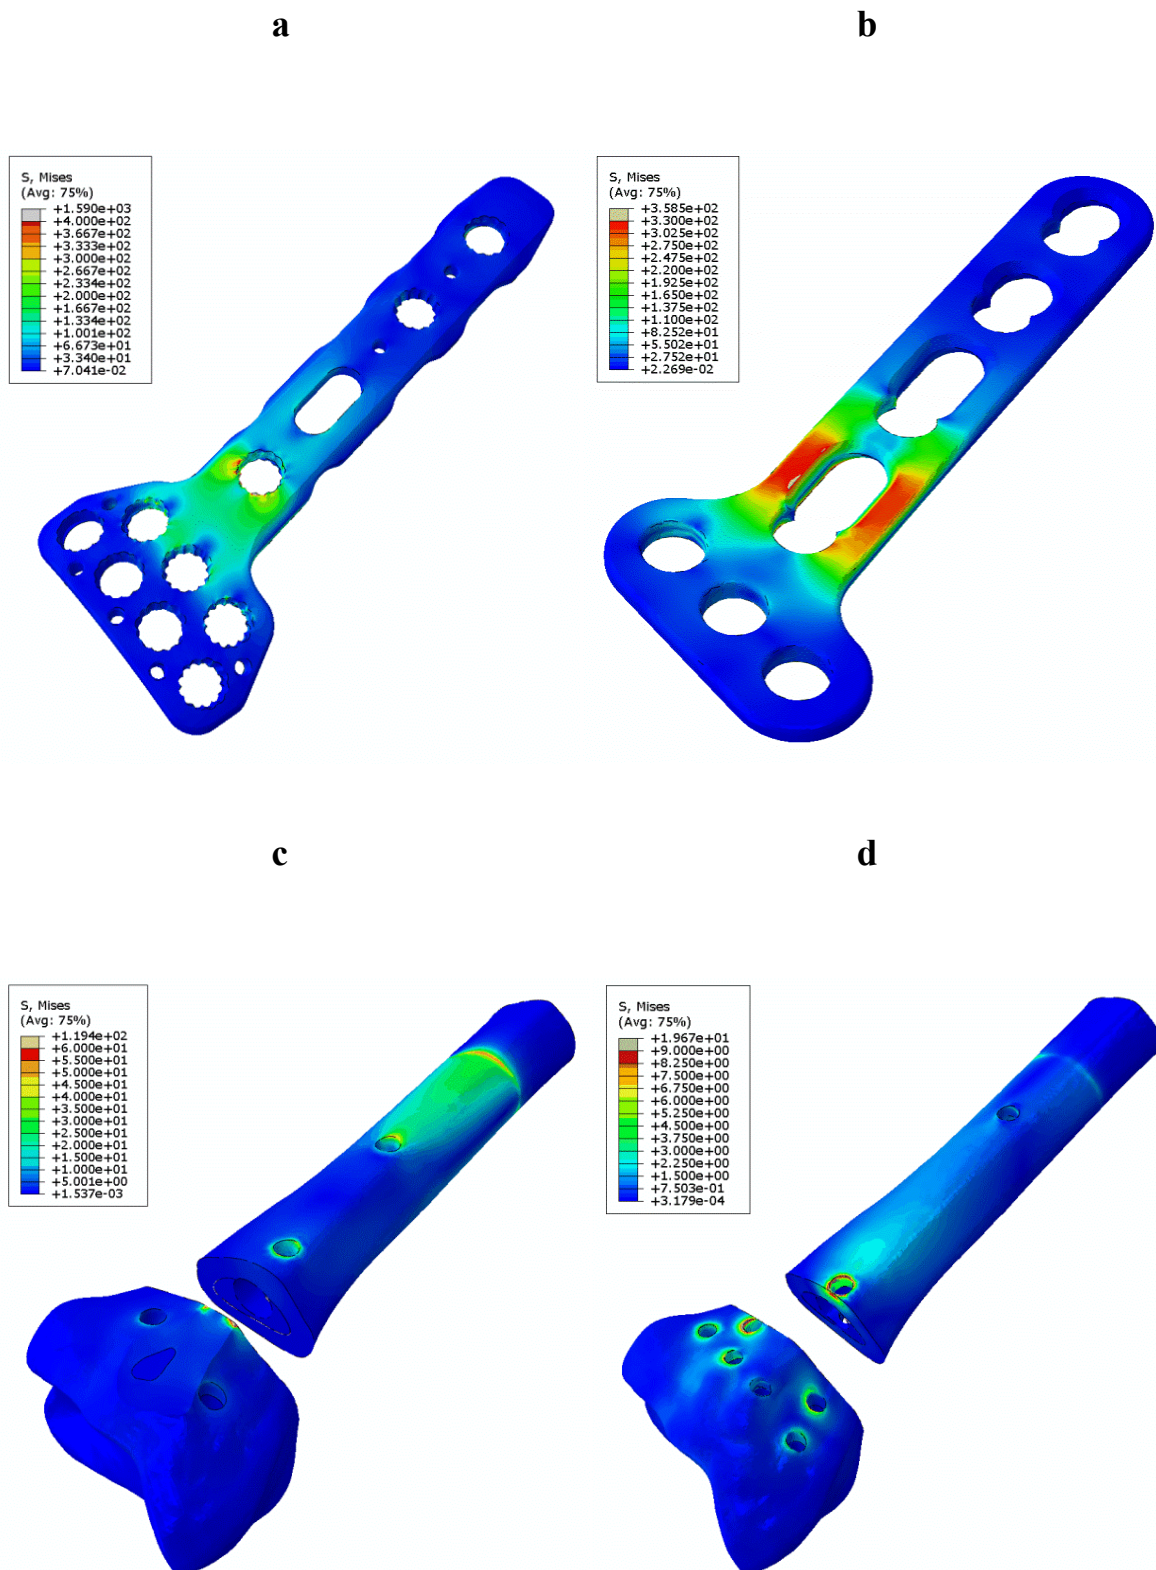 a
b
S, Mises
(Avg: 75%)
+1.590e+03
+4.000e+02
+3.667e+02
+3.333e+02
+3.000e+02
+2.667e+02
+2.334e+02
+2.000e+02
+1.667e+02
+1.334e+02
+1.001e+02
+6.673e+01
+3.340e+01
+7.041e-02
S, Mises
(Avg: 75%)
+3.585e+02
+3.300e+02
+3.025e+02
+2.750e+02
+2.475e+02
+2.200e+02
+1.925e+02
+1.650e+02
+1.375e+02
+1.100e+02
+8.252e+01
+5.502e+01
+2.752e+01
+2.269e-02
c
d
S, Mises
(Avg: 75%)
+1.194e+02
+6.000e+01
+5.500e+01
+5.000e+01
+4.500e+01
+4.000e+01
+3.500e+01
+3.000e+01
+2.500e+01
+2.000e+01
+1.500e+01
+1.000e+01
+5.001e+00
+1.537e-03
S, Mises
(Avg: 75%)
+1.967e+01
+9.000e+00
+8.250e+00
+7.500e+00
+6.750e+00
+6.000e+00
+5.250e+00
+4.500e+00
+3.750e+00
+3.000e+00
+2.250e+00
+1.500e+00
+7.503e-01
+3.179e-04